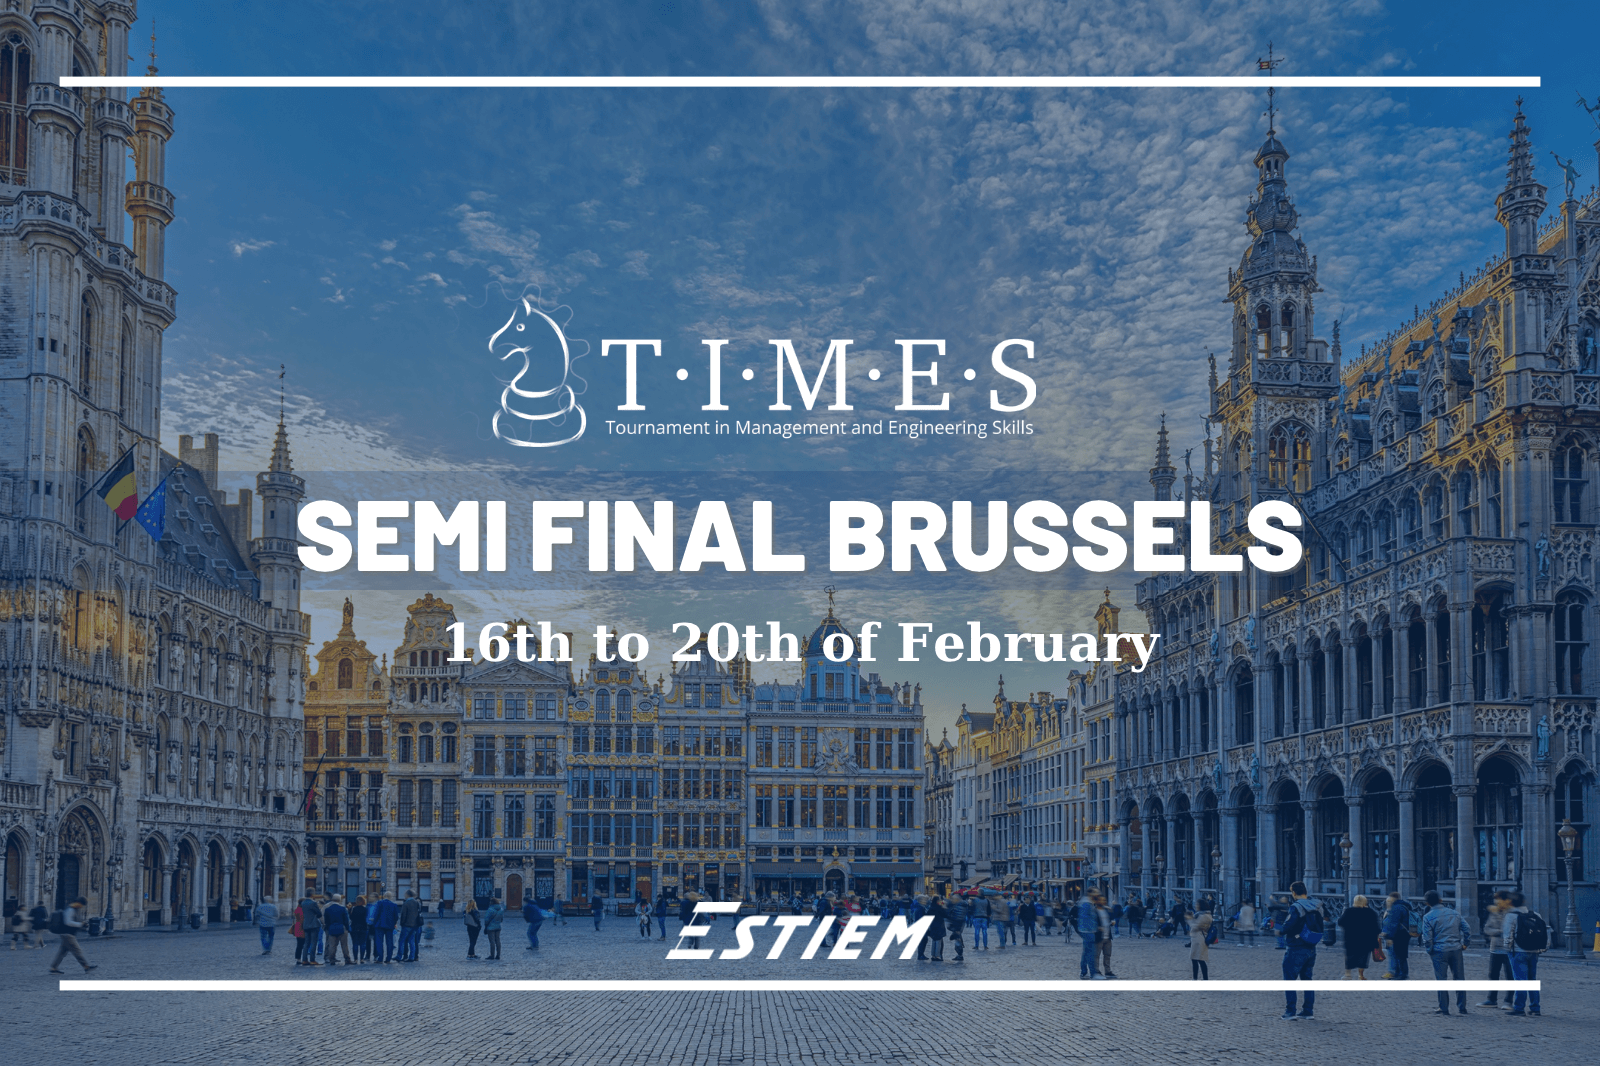 T·I·M·E·S
Tournament in Management and Engineering Skills
SEMI FINAL BRUSSELS
16th to 20th of February
ESTIEM